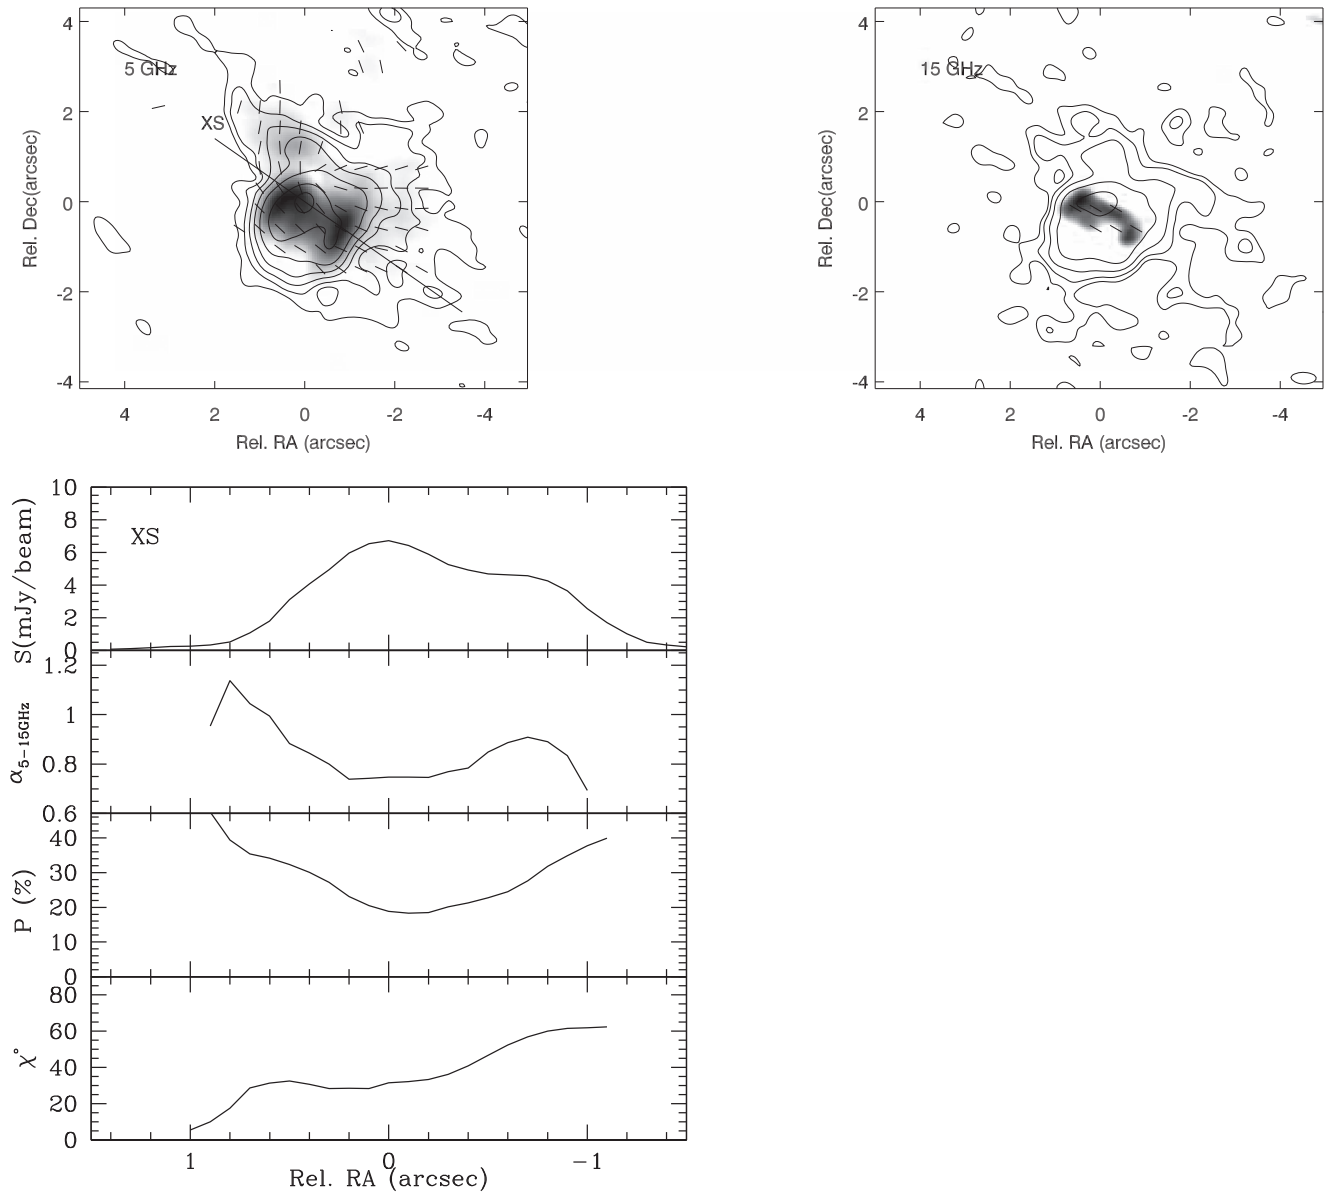 4
2
0
-2
-4
Rel. Dec(arcsec)
5 GHz
XS
4 2 0 -2 -4
Rel. RA (arcsec)
4
2
0
-2
-4
Rel. Dec(arcsec)
15 GHz
4 2 0 -2 -4
Rel. RA (arcsec)
10
8
6
4
2
0
S(mJy/beam)
XS
1.2
1
0.8
0.6
α5−15GHz
40
30
20
10
0
P (%)
80
60
40
20
0
χ°
1 0 −1
Rel. RA (arcsec)